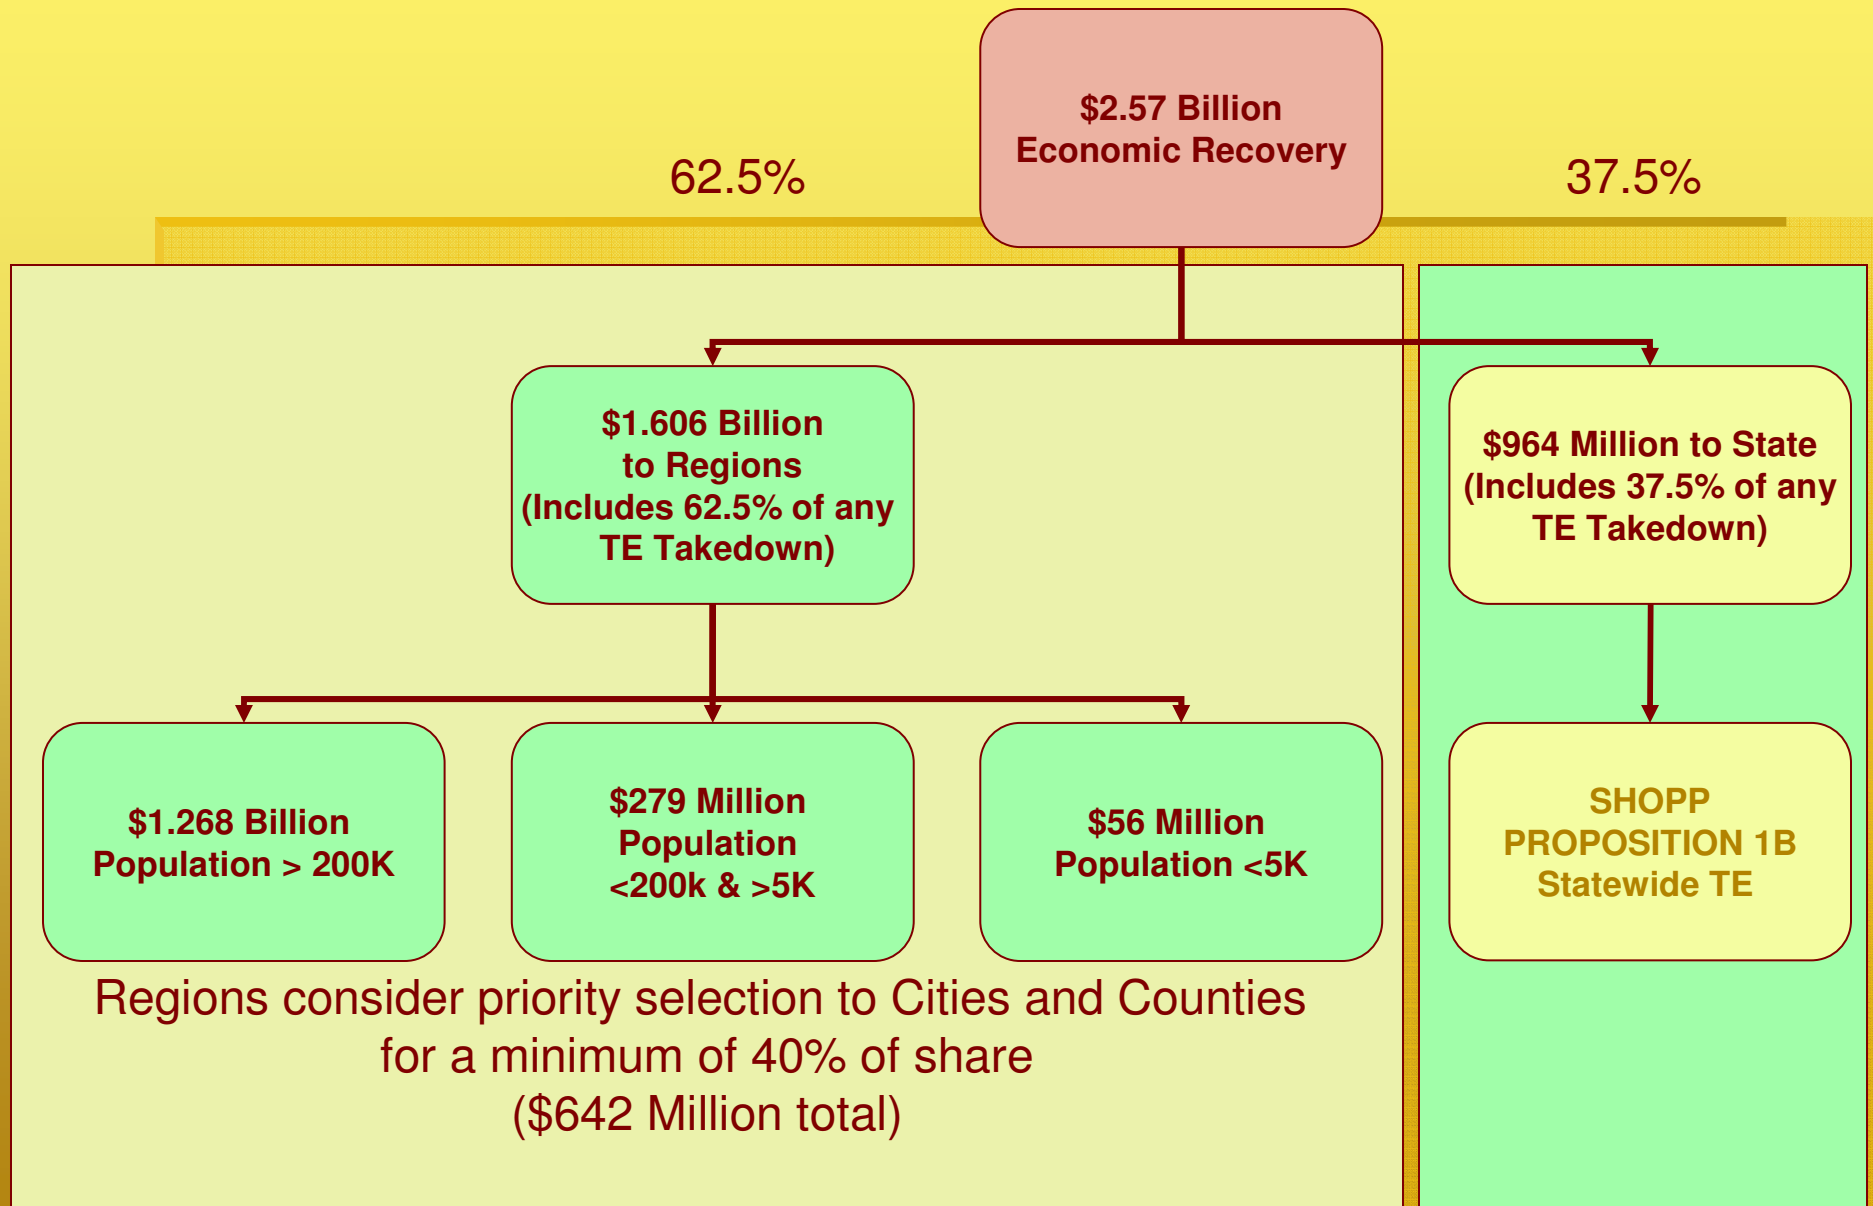 $2.57 Billion
Economic Recovery
62.5%
37.5%
$1.606 Billion
to Regions
(Includes 62.5% of any
TE Takedown)
$964 Million to State
(Includes 37.5% of any
TE Takedown)
$1.268 Billion
Population > 200K
$279 Million
Population
<200k & >5K
$56 Million
Population <5K
SHOPP
PROPOSITION 1B
Statewide TE
Regions consider priority selection to Cities and Counties
for a minimum of 40% of share
($642 Million total)